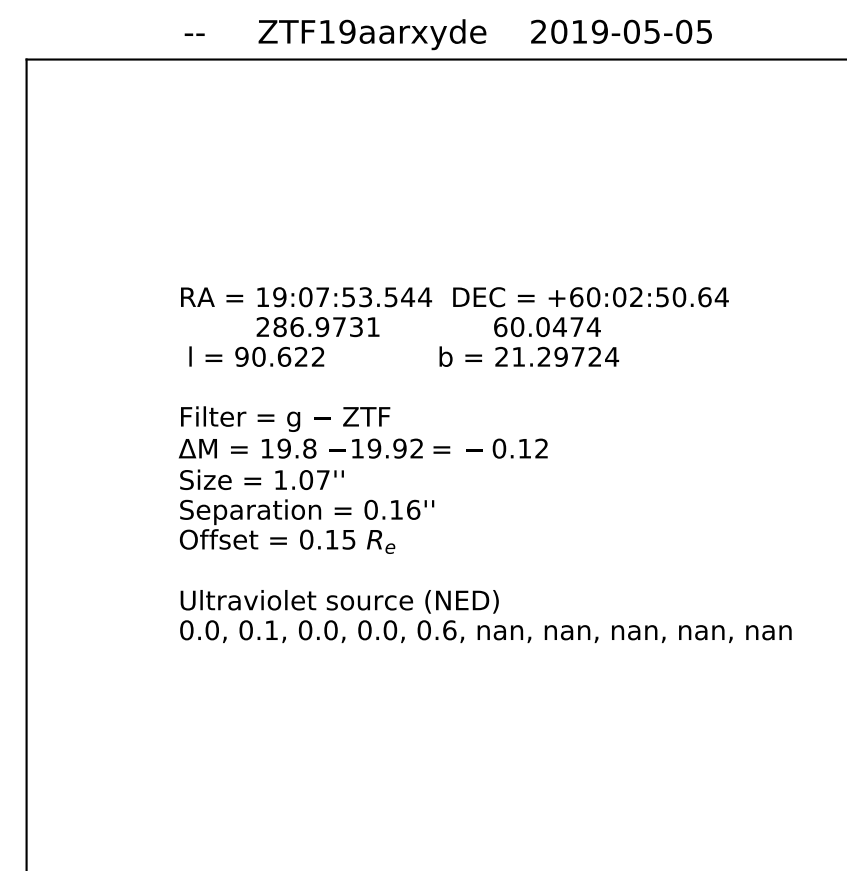 -- ZTF19aarxyde 2019-05-05
RA = 19:07:53.544 DEC = +60:02:50.64
286.9731 60.0474
l = 90.622 b = 21.29724
Filter = g − ZTF
ΔM = 19.8 −19.92 = − 0.12
Size = 1.07''
Separation = 0.16''
Offset = 0.15 Re
Ultraviolet source (NED)
0.0, 0.1, 0.0, 0.0, 0.6, nan, nan, nan, nan, nan